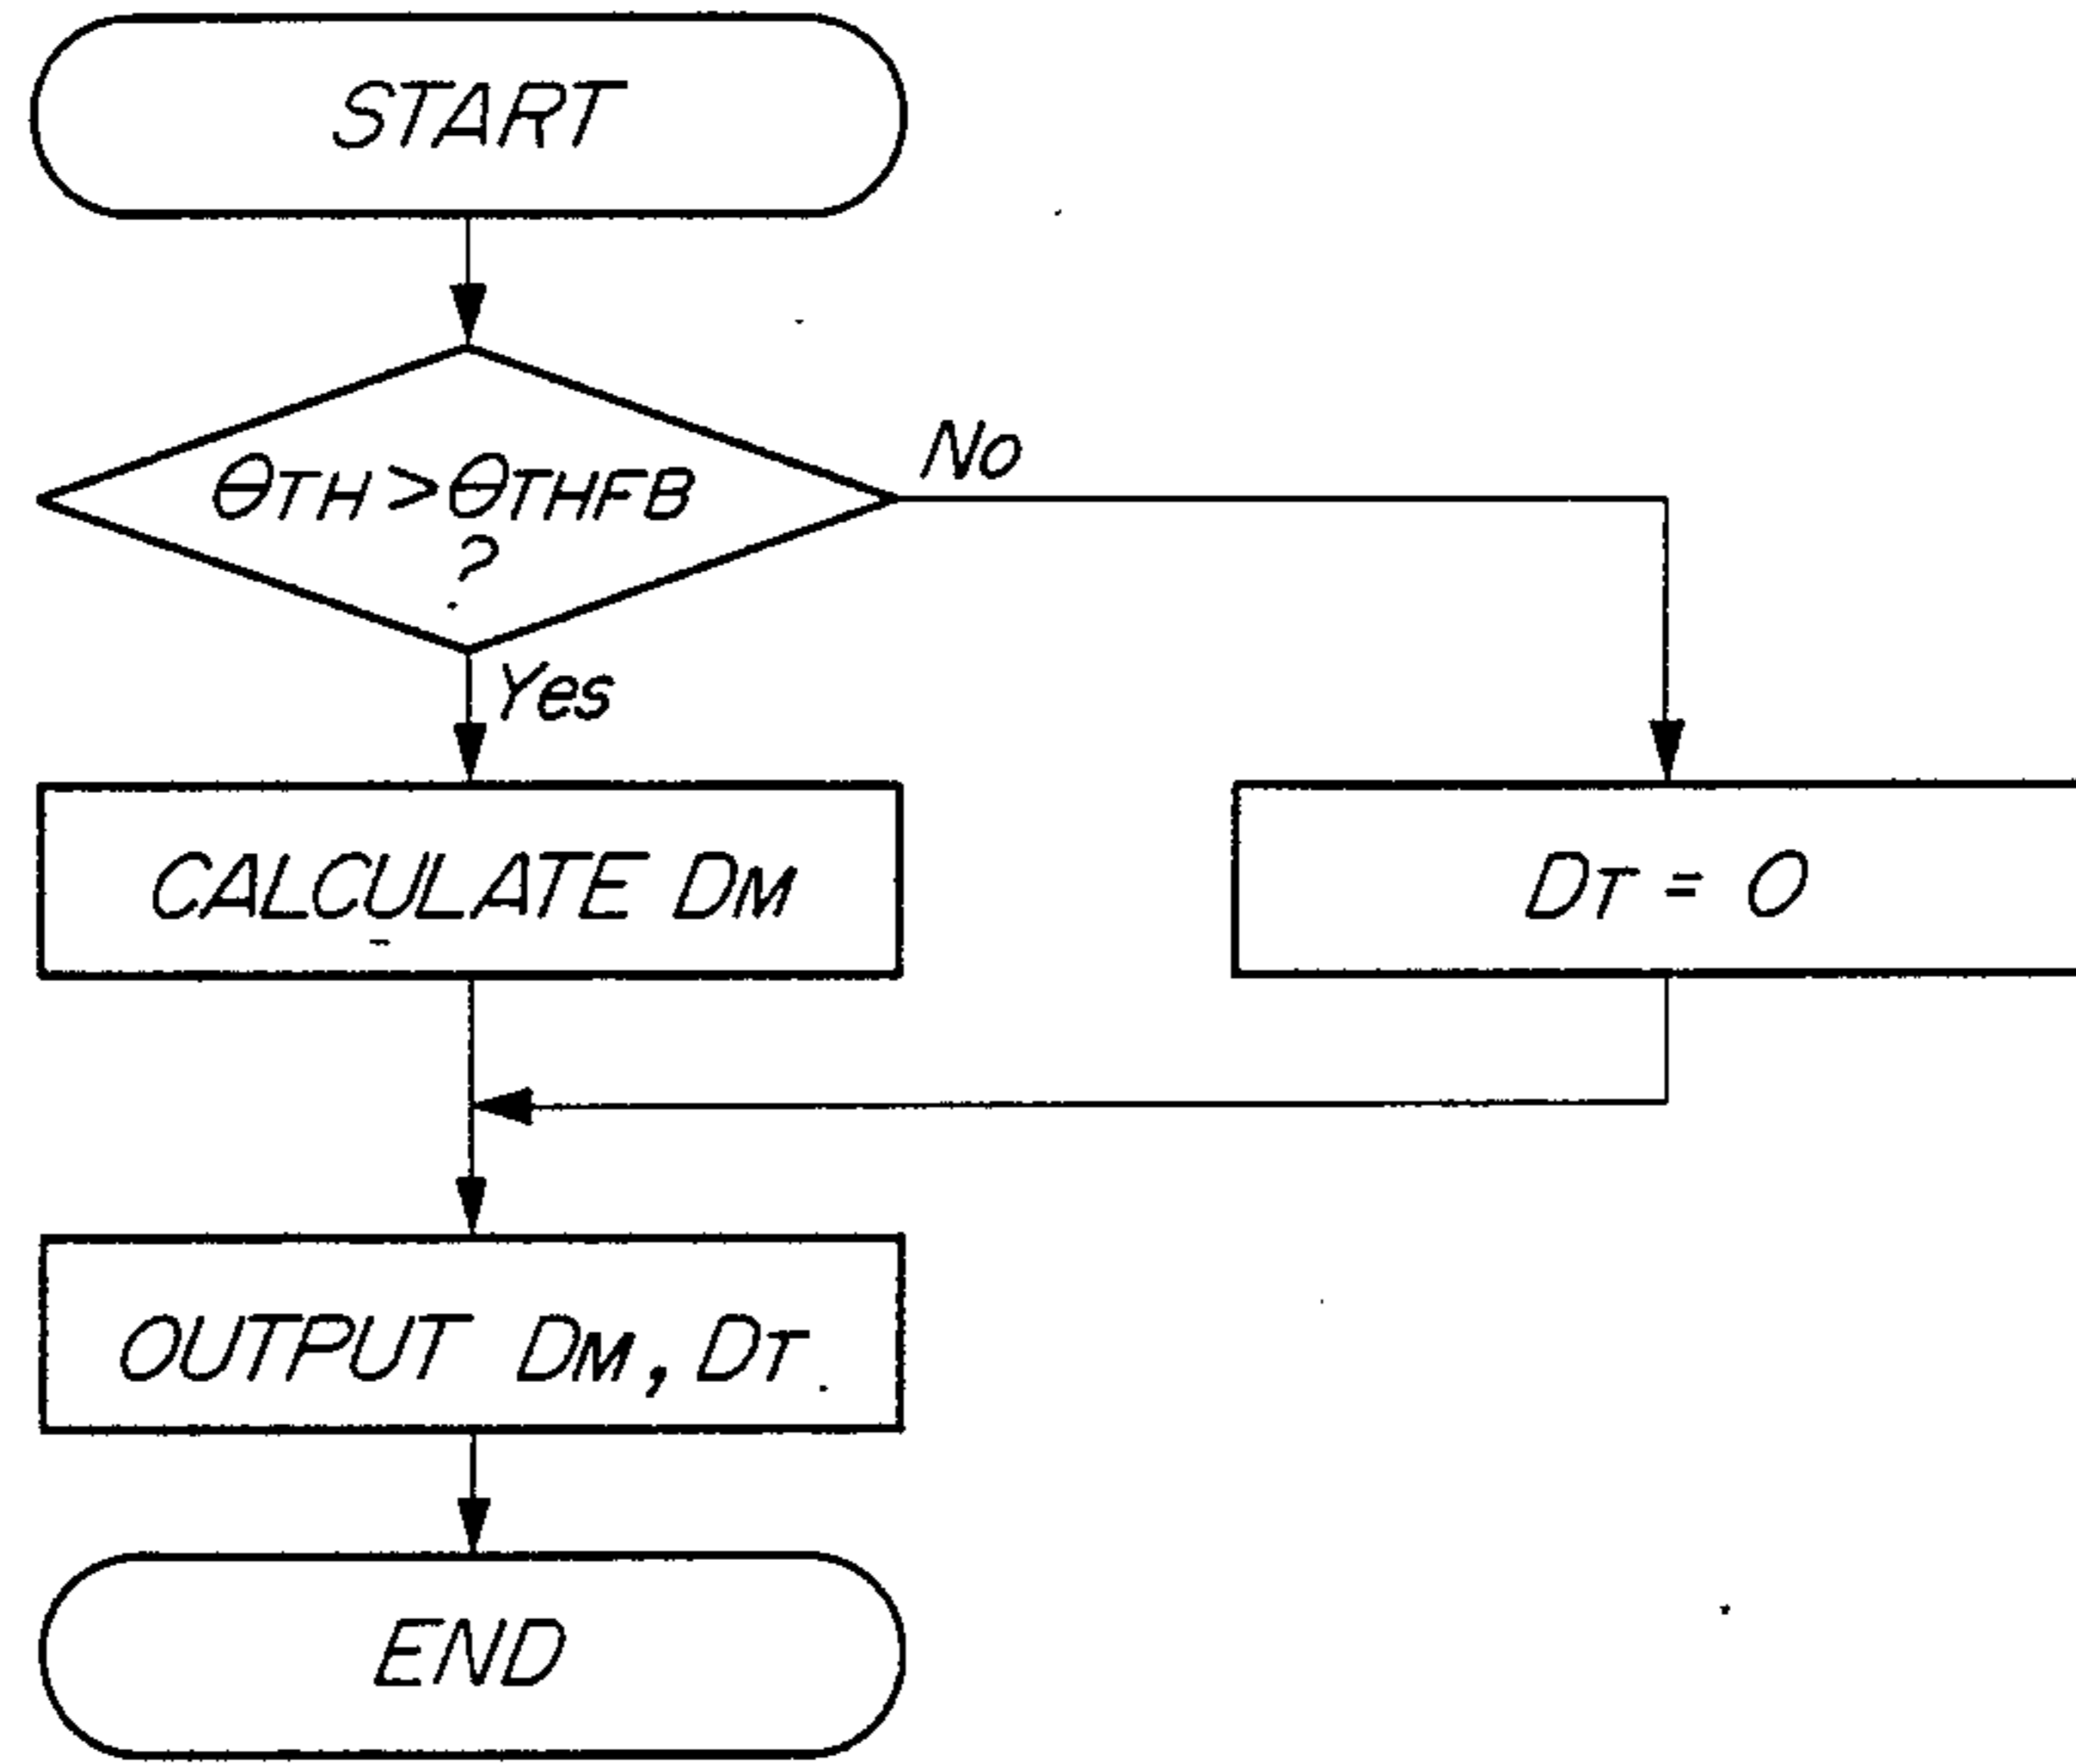 START
θTH>θTHFB
?
No
Yes
CALCULATE DM
DT = 0
OUTPUT DM, DT
END